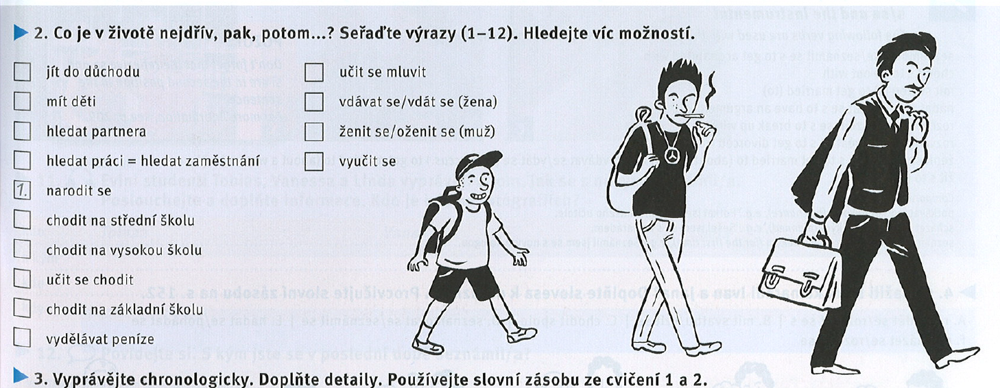 2. Co je v životě nejdřív, pak, potom...? Seřaďte výrazy (1–12). Hledejte víc možností.
jít do důchodu
mít děti
hledat partnera
hledat práci = hledat zaměstnání
1. narodit se
chodit na střední školu
chodit na vysokou školu
učit se chodit
chodit na základní školu
vydělávat peníze
učit se mluvit
vdávat se/vdát se (žena)
ženit se/oženit se (muž)
vyučit se
3. Vyprávějte chronologicky. Doplňte detaily. Používejte slovní zásobu ze cvičení 1 a 2.